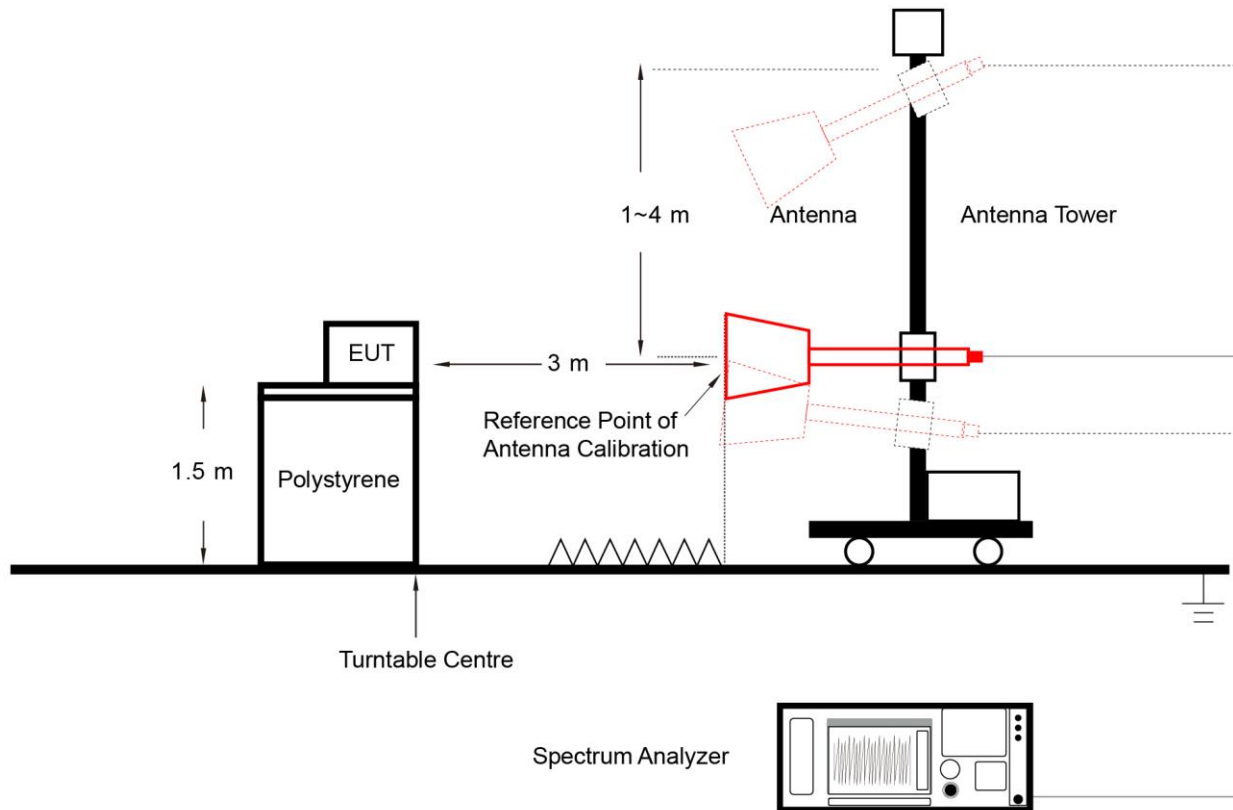 1~4 m
Antenna
Antenna Tower
EUT
3 m
Reference Point of
Antenna Calibration
1.5 m
Polystyrene
Turntable Centre
Spectrum Analyzer